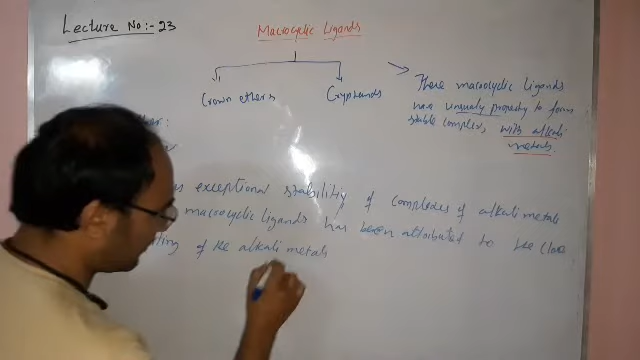 Lecture No:- 23
Macrocyclic Ligands
Crown ethers
Cryptands
These macrocyclic Ligands
have unusually property to form
stable complexes with alkali
metals.
exceptional stability of complexes of alkali metals
macrocyclic ligands has been attributed to the close
of the alkali metals